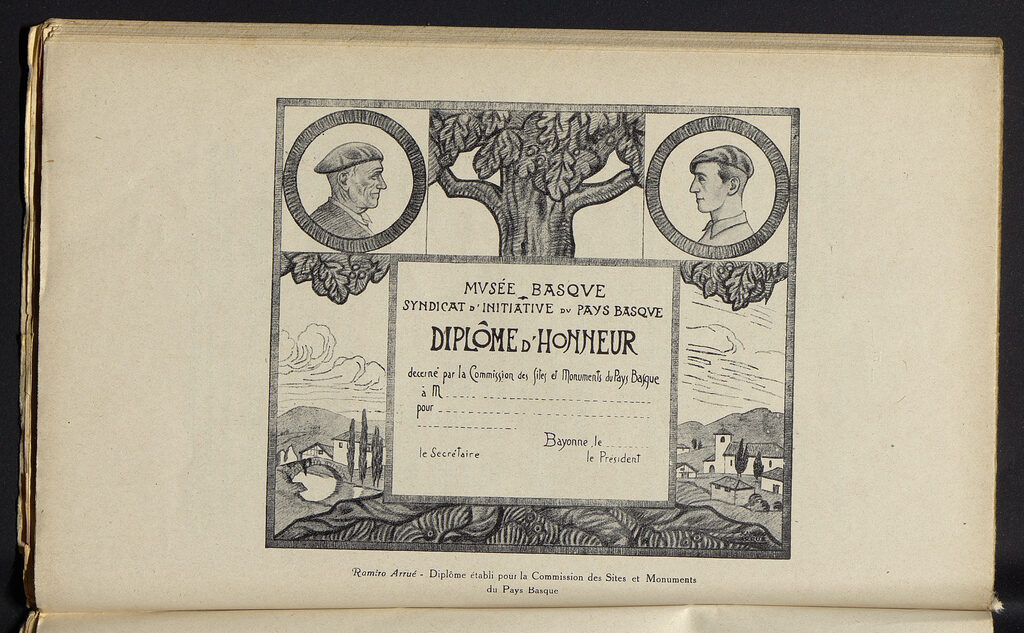 MVSÉE BASQVE
SYNDICAT D'INITIATIVE DV PAYS BASQVE
DIPLÔME D'HONNEUR
decerné par la Commission des Sites et Monuments du Pays Basque
à M
pour
Bayonne, le
le Secrétaire le Président
Ramiro Arrué - Diplôme établi pour la Commission des Sites et Monuments
du Pays Basque